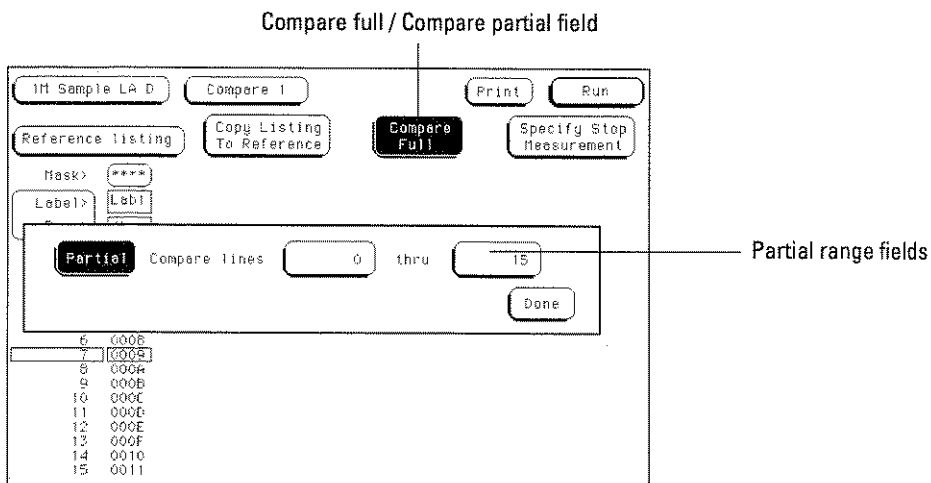 Compare full / Compare partial field
1M Sample LA D
Compare 1
Print
Run
Reference listing
Copy Listing
To Reference
Compare
Full
Specify Stop
Measurement
Mask>
****
Label>
Lab1
Partial
Compare lines
0
thru
15
Partial range fields
Done
6 0008
7 0009
8 000A
9 000B
10 000C
11 000D
12 000E
13 000F
14 0010
15 0011